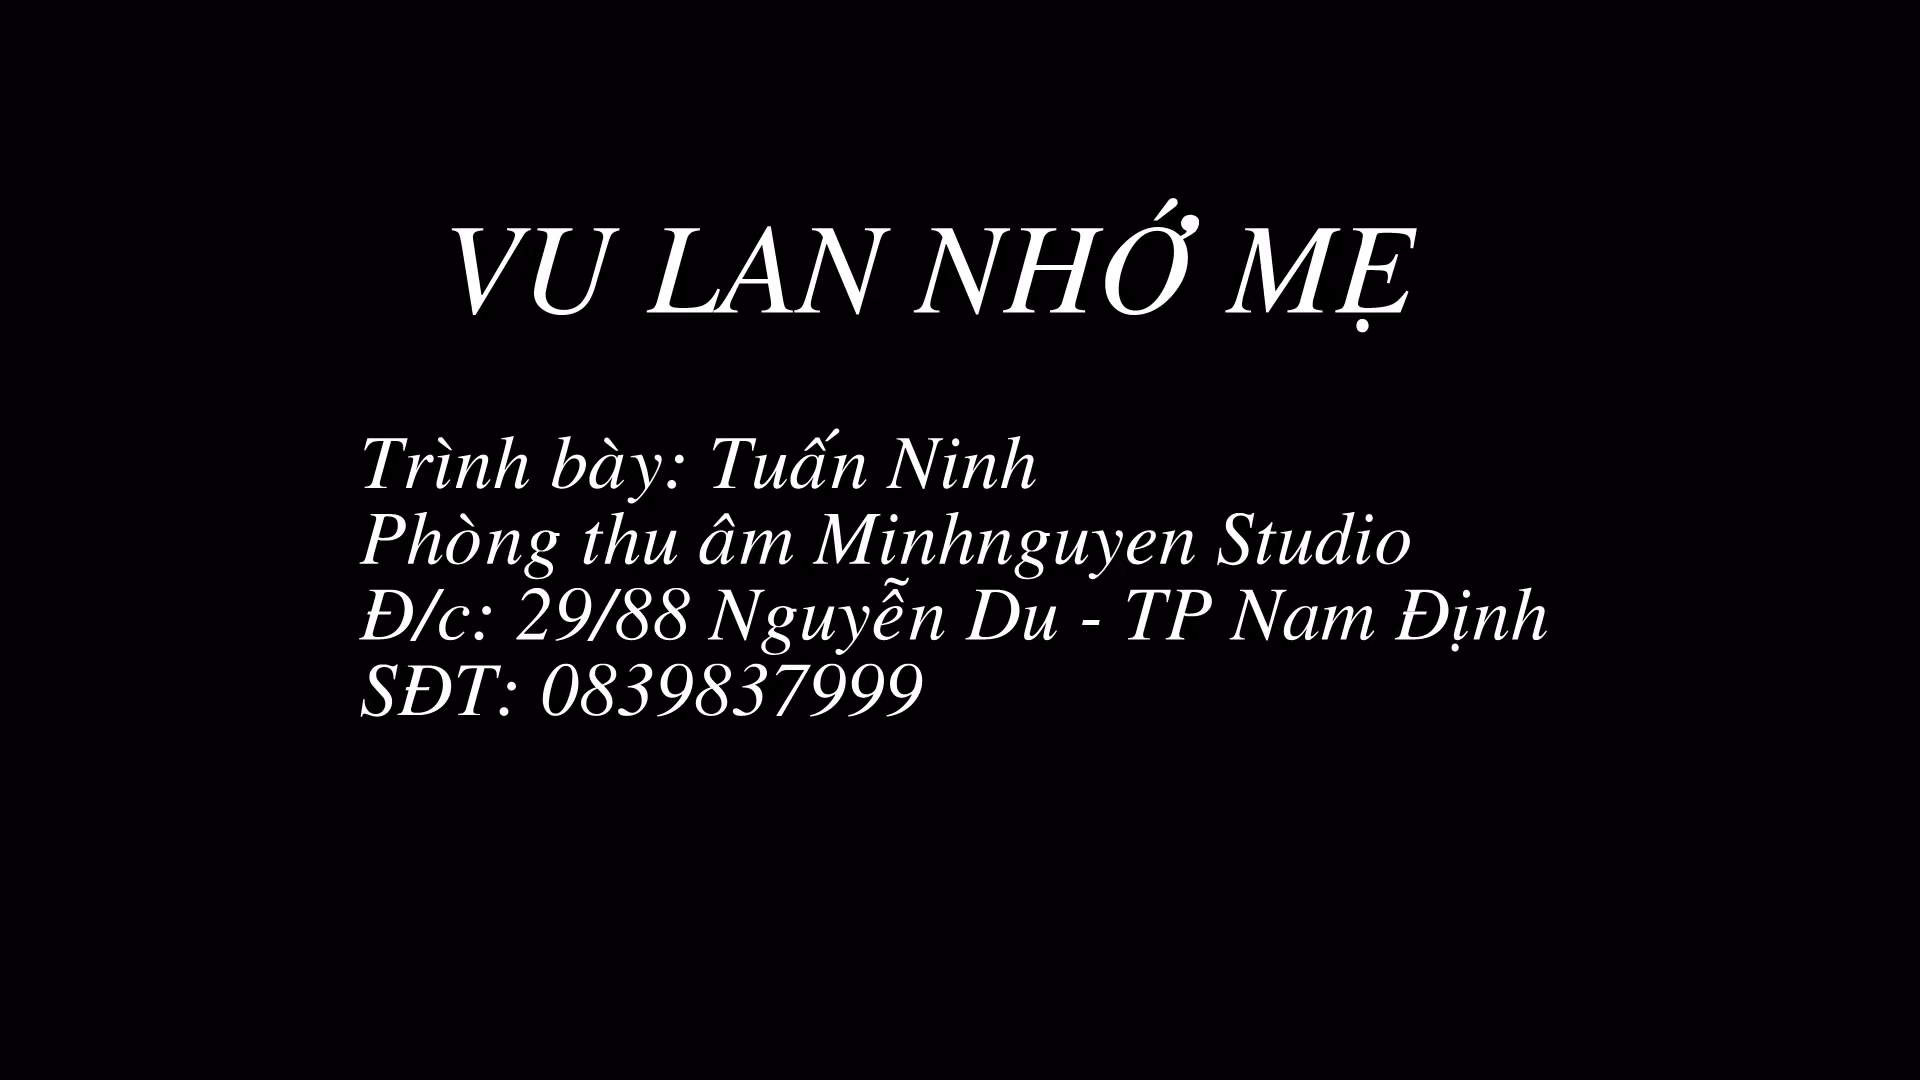 VU LAN NHỚ MẸ
Trình bày: Tuấn Ninh
Phòng thu âm Minhnguyen Studio
Đ/c: 29/88 Nguyễn Du - TP Nam Định
SĐT: 0839837999